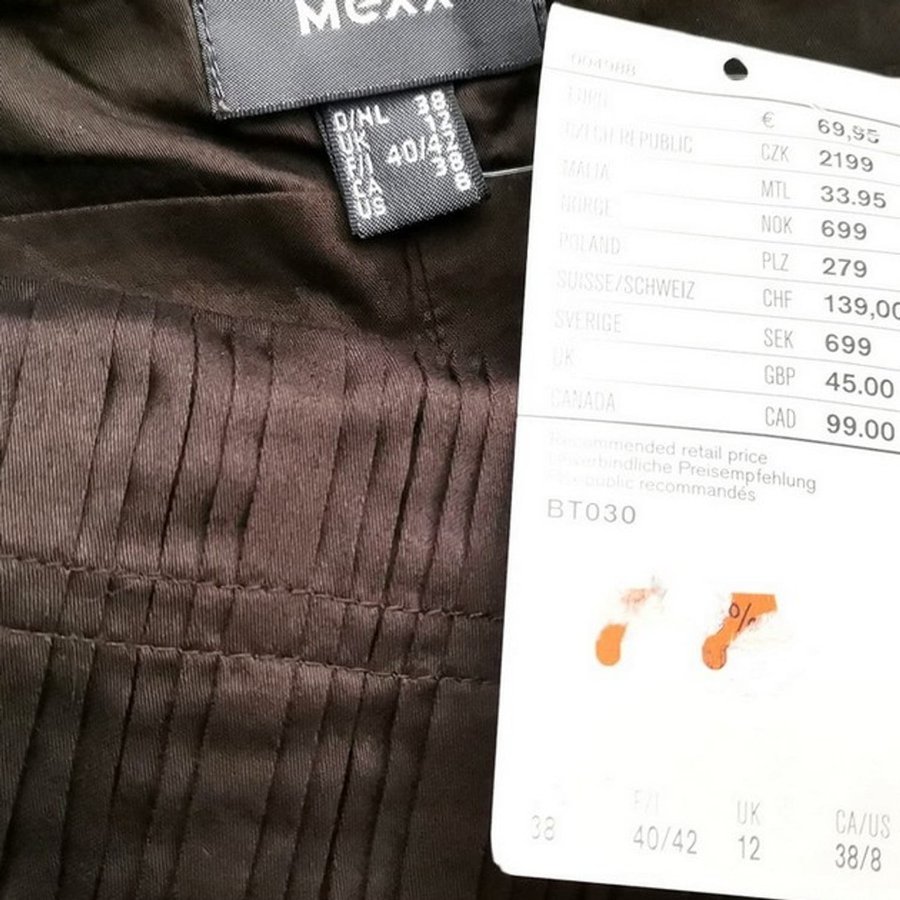 Mexx
D/NL 38
UK 12
F/I 40/42
CA 38
US 8
004988
EURO € 69,95
CZECH REPUBLIC CZK 2199
MALTA MTL 33.95
NORGE NOK 699
POLAND PLZ 279
SUISSE/SCHWEIZ CHF 139,00
SVERIGE SEK 699
UK GBP 45.00
CANADA CAD 99.00
Recommended retail price
Unverbindliche Preisempfehlung
Prix public recommandés
BT030
%
F/I UK CA/US
38 40/42 12 38/8